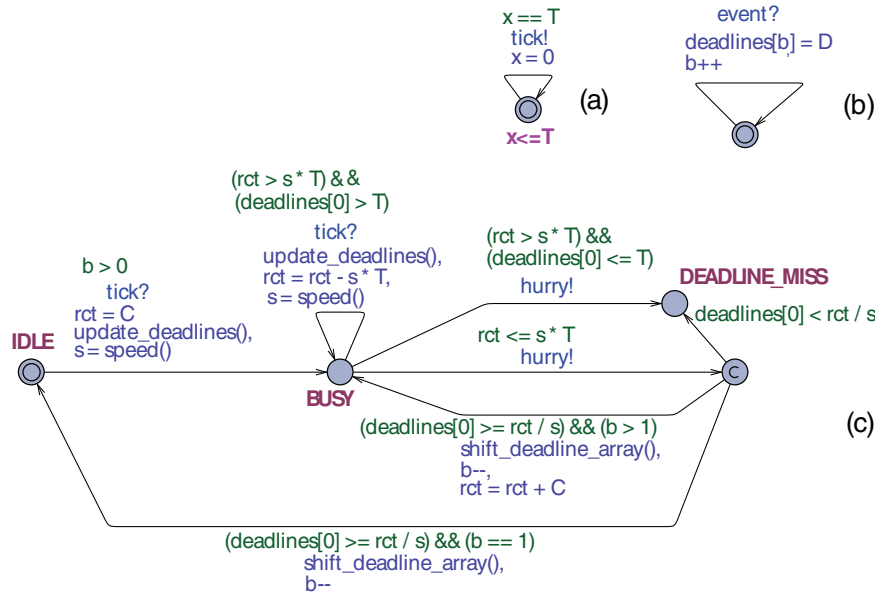 x == T
tick!
x = 0
(a)
x<=T
event?
deadlines[b,] = D
b++
(b)
(rct > s * T) & &
(deadlines[0] > T)
tick?
update_deadlines(),
rct = rct - s * T,
s = speed()
b > 0
tick?
rct = C
update_deadlines(),
s = speed()
IDLE
BUSY
(rct > s * T) &&
(deadlines[0] <= T)
hurry!
DEADLINE_MISS
deadlines[0] < rct / s
rct <= s * T
hurry!
C
(deadlines[0] >= rct / s) && (b > 1)
shift_deadline_array(),
b--,
rct = rct + C
(c)
(deadlines[0] >= rct / s) && (b == 1)
shift_deadline_array(),
b--